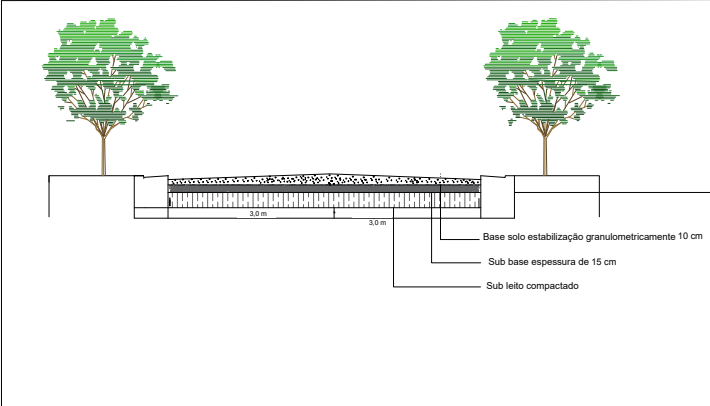 3,0 m
3,0 m
Base solo estabilização granulometricamente 10 cm
Sub base espessura de 15 cm
Sub leito compactado